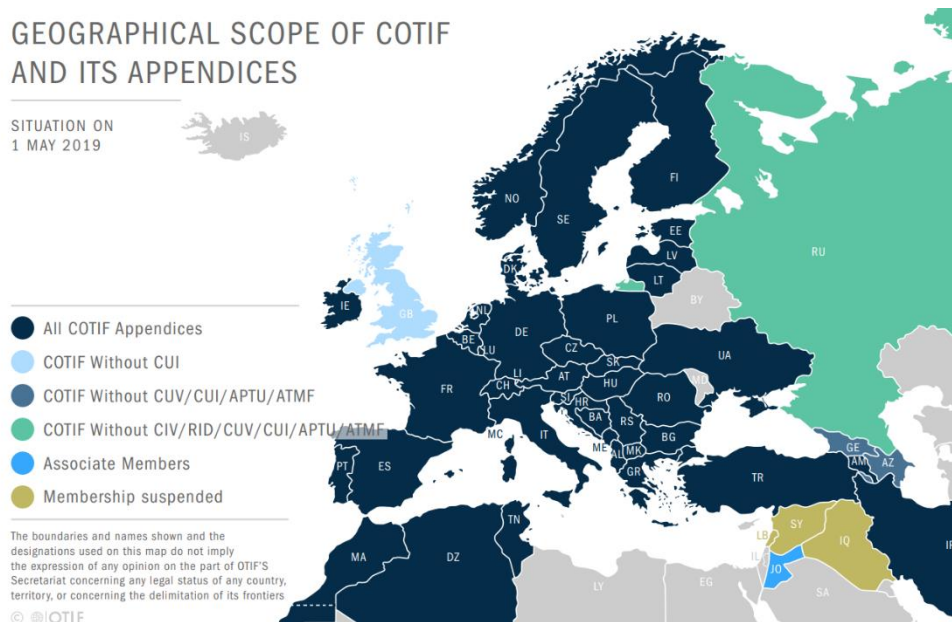 GEOGRAPHICAL SCOPE OF COTIF
AND ITS APPENDICES
SITUATION ON
1 MAY 2019
IS
NO
SE
FI
RU
EE
LV
LT
DK
BY
IE
GB
NL
BE
LU
DE
PL
CZ
SK
UA
FR
CH
LI
AT
HU
MD
RO
SI
HR
BA
RS
BG
MC
IT
ME
AL
MK
GR
PT
ES
TR
GE
AM
AZ
MA
DZ
TN
LY
EG
LB
SY
IQ
IL
JO
SA
All COTIF Appendices
COTIF Without CUI
COTIF Without CUV/CUI/APTU/ATMF
COTIF Without CIV/RID/CUV/CUI/APTU/ATMF
Associate Members
Membership suspended
The boundaries and names shown and the
designations used on this map do not imply
the expression of any opinion on the part of OTIF'S
Secretariat concerning any legal status of any country,
territory, or concerning the delimitation of its frontiers